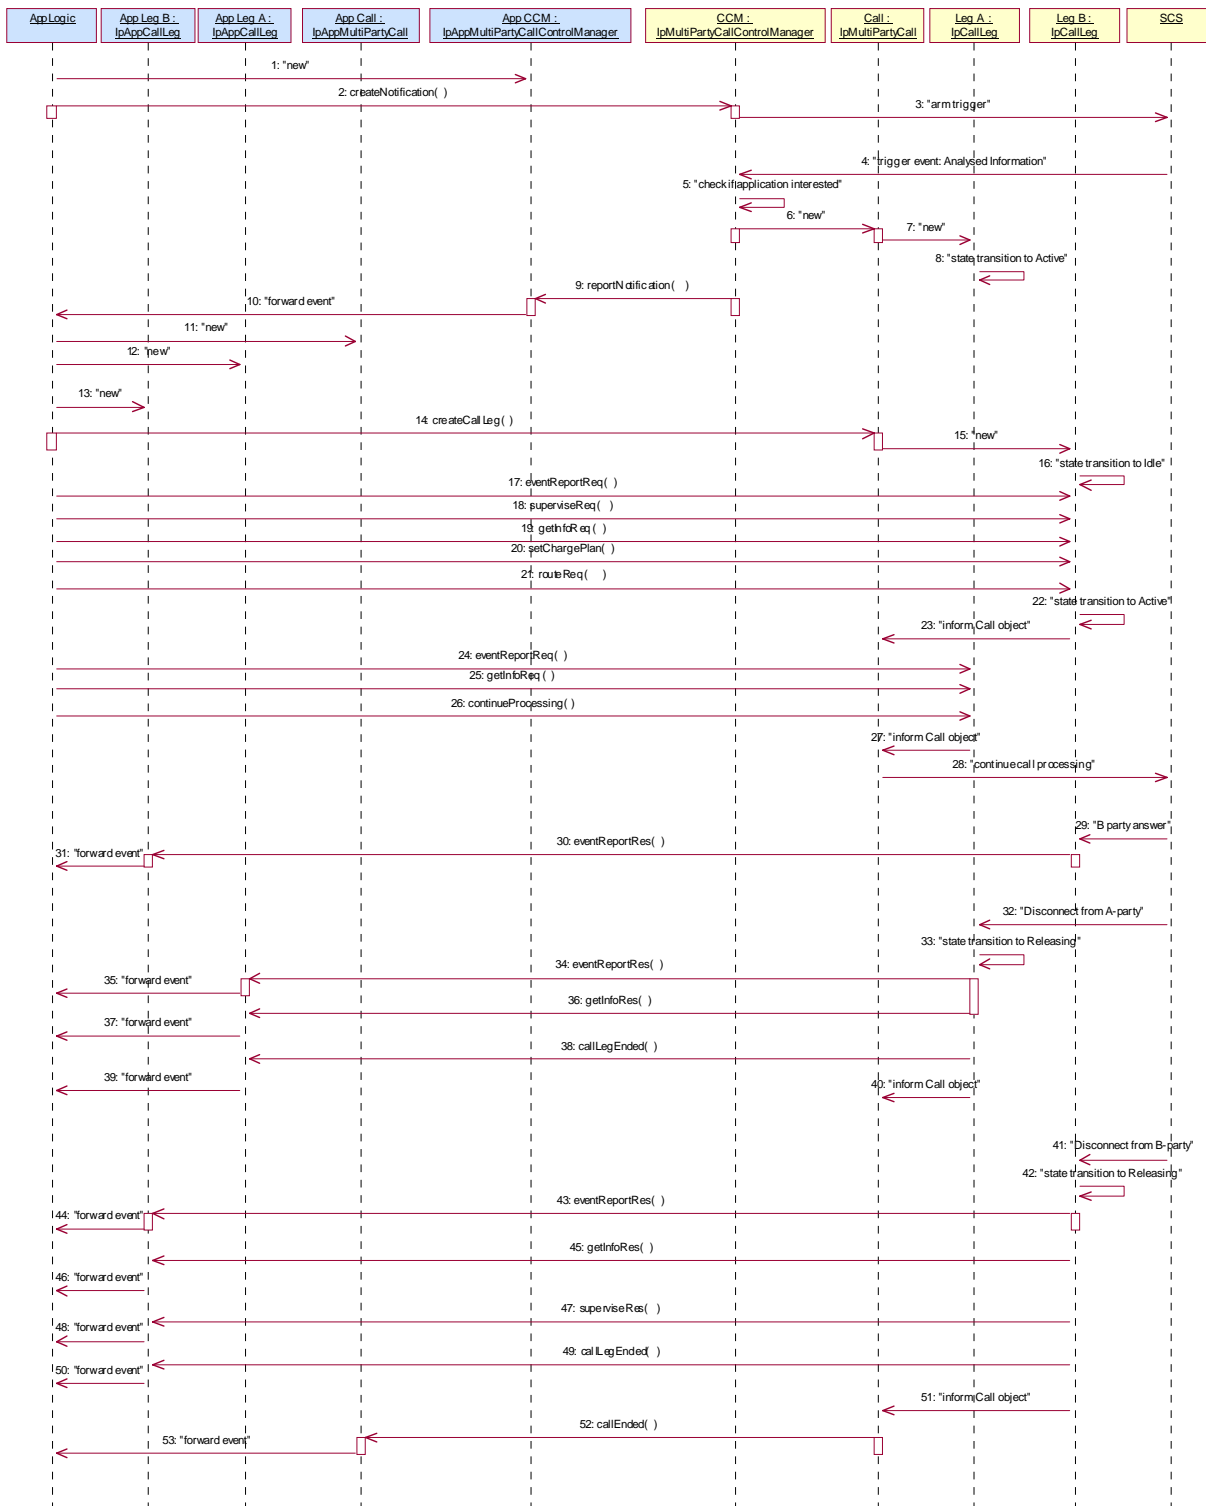 AppLogic
App Leg B :
IpAppCallLeg
App Leg A :
IpAppCallLeg
App Call :
IpAppMultiPartyCall
App CCM :
IpAppMultiPartyCallControlManager
CCM :
IpMultiPartyCallControlManager
Call :
IpMultiPartyCall
Leg A :
IpCallLeg
Leg B :
IpCallLeg
SCS
1: "new"
2: createNotification( )
3: "arm trigger"
4: "trigger event: Analysed Information"
5: "check if application interested"
6: "new"
7: "new"
8: "state transition to Active"
9: reportNotification( )
10: "forward event"
11: "new"
12: "new"
13: "new"
14: createCallLeg( )
15: "new"
16: "state transition to Idle"
17: eventReportReq( )
18: superviseReq( )
19: getInfoReq( )
20: setChargePlan( )
21: routeReq( )
22: "state transition to Active"
23: "inform Call object"
24: eventReportReq( )
25: getInfoReq( )
26: continueProcessing( )
27: "inform Call object"
28: "continue call processing"
29: "B party answer"
30: eventReportRes( )
31: "forward event"
32: "Disconnect from A-party"
33: "state transition to Releasing"
34: eventReportRes( )
35: "forward event"
36: getInfoRes( )
37: "forward event"
38: callLegEnded( )
39: "forward event"
40: "inform Call object"
41: "Disconnect from B-party"
42: "state transition to Releasing"
43: eventReportRes( )
44: "forward event"
45: getInfoRes( )
46: "forward event"
47: superviseRes( )
48: "forward event"
49: callLegEnded( )
50: "forward event"
51: "inform Call object"
52: callEnded( )
53: "forward event"